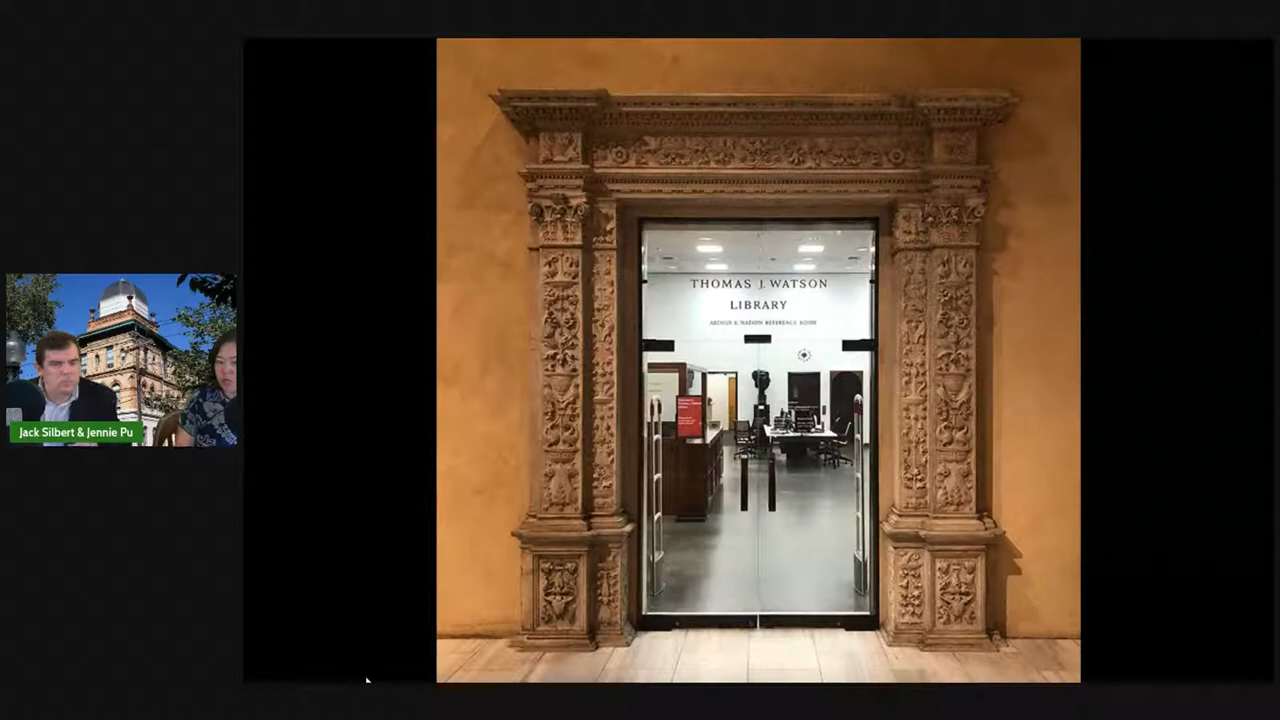 THOMAS J. WATSON
LIBRARY
ARTHUR K. WATSON REFERENCE ROOM
Jack Silbert & Jennie Pu